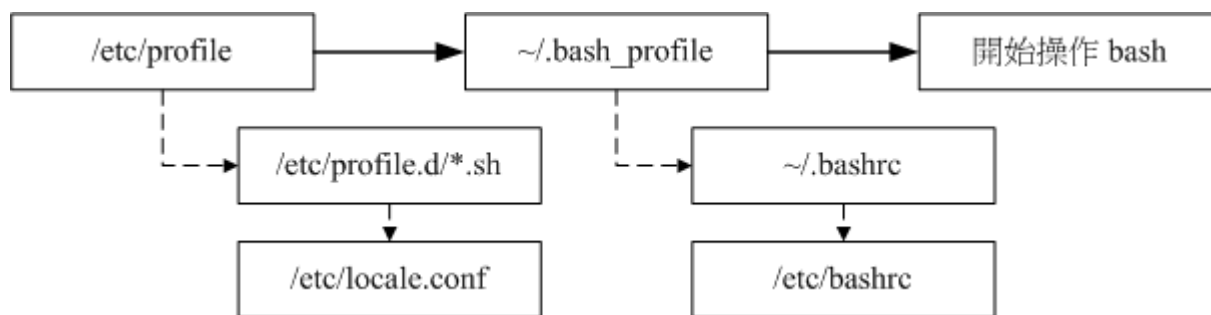 /etc/profile
~/.bash_profile
開始操作 bash
/etc/profile.d/*.sh
~/.bashrc
/etc/locale.conf
/etc/bashrc